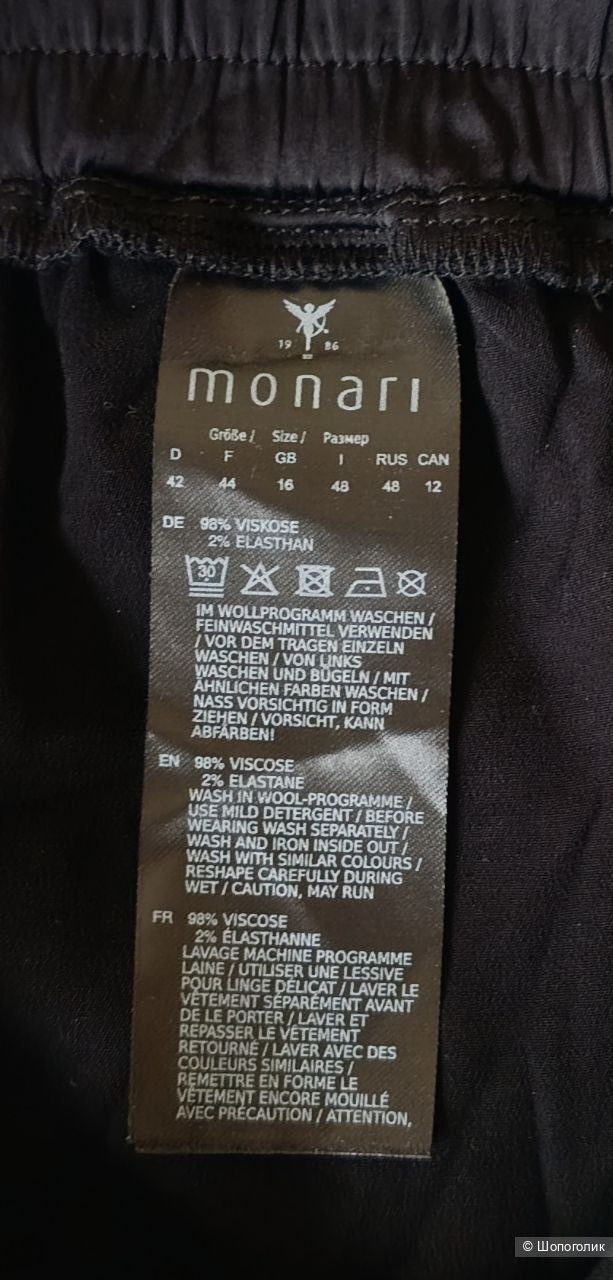 19 86
monari
Größe / Size / Размер
D F GB I RUS CAN
42 44 16 48 48 12
DE 98% VISKOSE
2% ELASTHAN
30
IM WOLLPROGRAMM WASCHEN /
FEINWASCHMITTEL VERWENDEN
/ VOR DEM TRAGEN EINZELN
WASCHEN / VON LINKS
WASCHEN UND BÜGELN / MIT
ÄHNLICHEN FARBEN WASCHEN /
NASS VORSICHTIG IN FORM
ZIEHEN / VORSICHT, KANN
ABFÄRBEN!
EN 98% VISCOSE
2% ELASTANE
WASH IN WOOL-PROGRAMME /
USE MILD DETERGENT / BEFORE
WEARING WASH SEPARATELY /
WASH AND IRON INSIDE OUT /
WASH WITH SIMILAR COLOURS /
RESHAPE CAREFULLY DURING
WET / CAUTION, MAY RUN
FR 98% VISCOSE
2% ÉLASTHANNE
LAVAGE MACHINE PROGRAMME
LAINE / UTILISER UNE LESSIVE
POUR LINGE DÉLICAT / LAVER LE
VÊTEMENT SÉPARÉMENT AVANT
DE LE PORTER / LAVER ET
REPASSER LE VÊTEMENT
RETOURNÉ / LAVER AVEC DES
COULEURS SIMILAIRES /
REMETTRE EN FORME LE
VÊTEMENT ENCORE MOUILLÉ
AVEC PRÉCAUTION / ATTENTION,
© Шопоголик